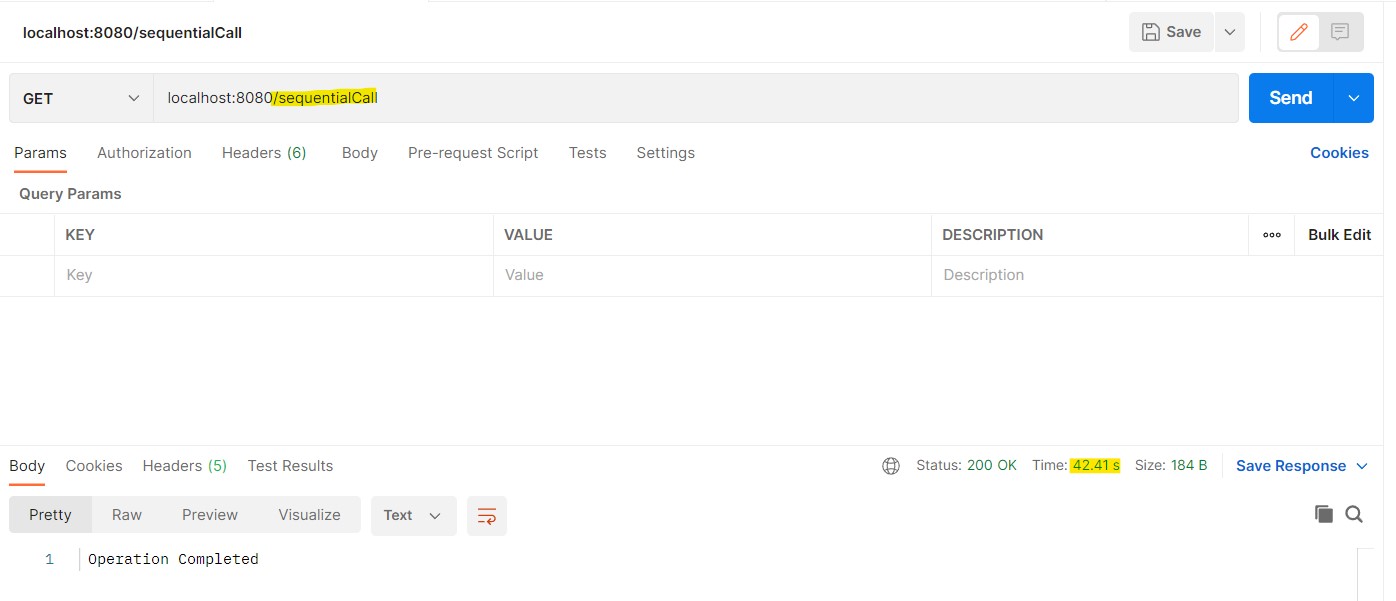 localhost:8080/sequentialCall Save
GET localhost:8080/sequentialCall Send
Params Authorization Headers (6) Body Pre-request Script Tests Settings Cookies
Query Params
KEY VALUE DESCRIPTION ooo Bulk Edit
Key Value Description
Body Cookies Headers (5) Test Results Status: 200 OK Time: 42.41 s Size: 184 B Save Response
Pretty Raw Preview Visualize Text
1 Operation Completed